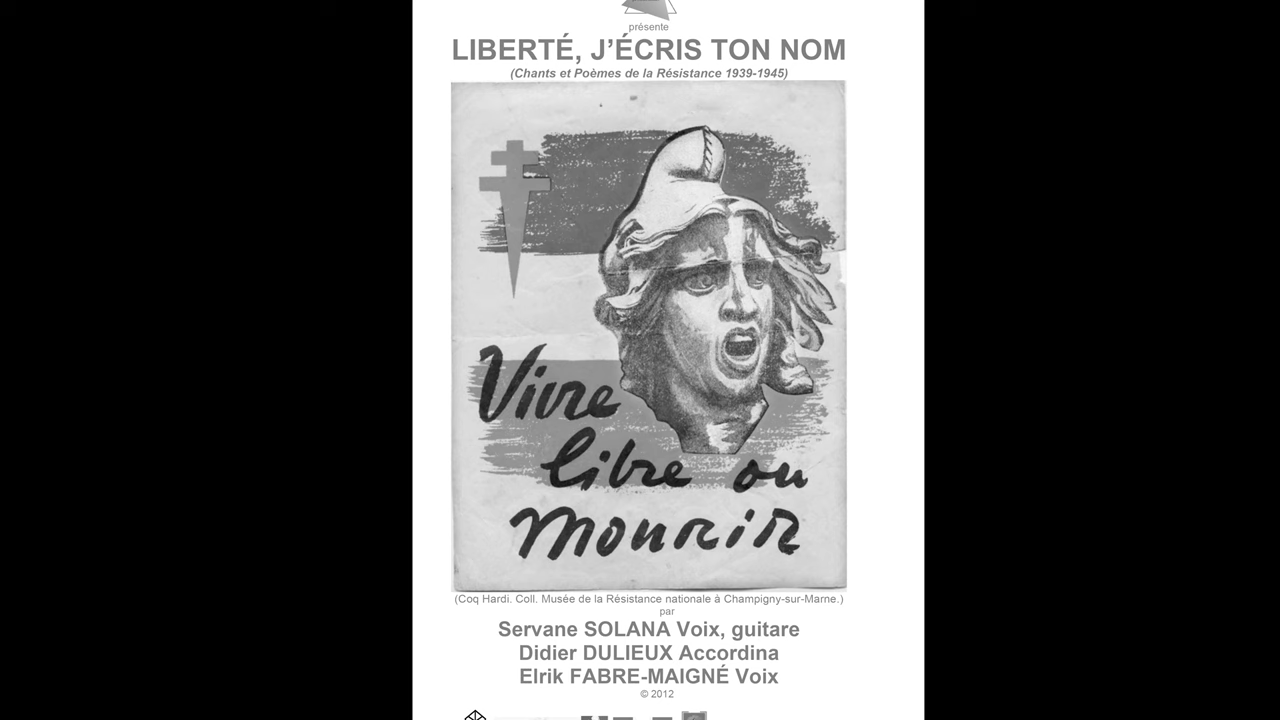 présente
LIBERTÉ, J’ÉCRIS TON NOM
(Chants et Poèmes de la Résistance 1939-1945)
Vivre
libre ou
mourir
(Coq Hardi. Coll. Musée de la Résistance nationale à Champigny-sur-Marne.)
par
Servane SOLANA Voix, guitare
Didier DULIEUX Accordina
Elrik FABRE-MAIGNÉ Voix
© 2012